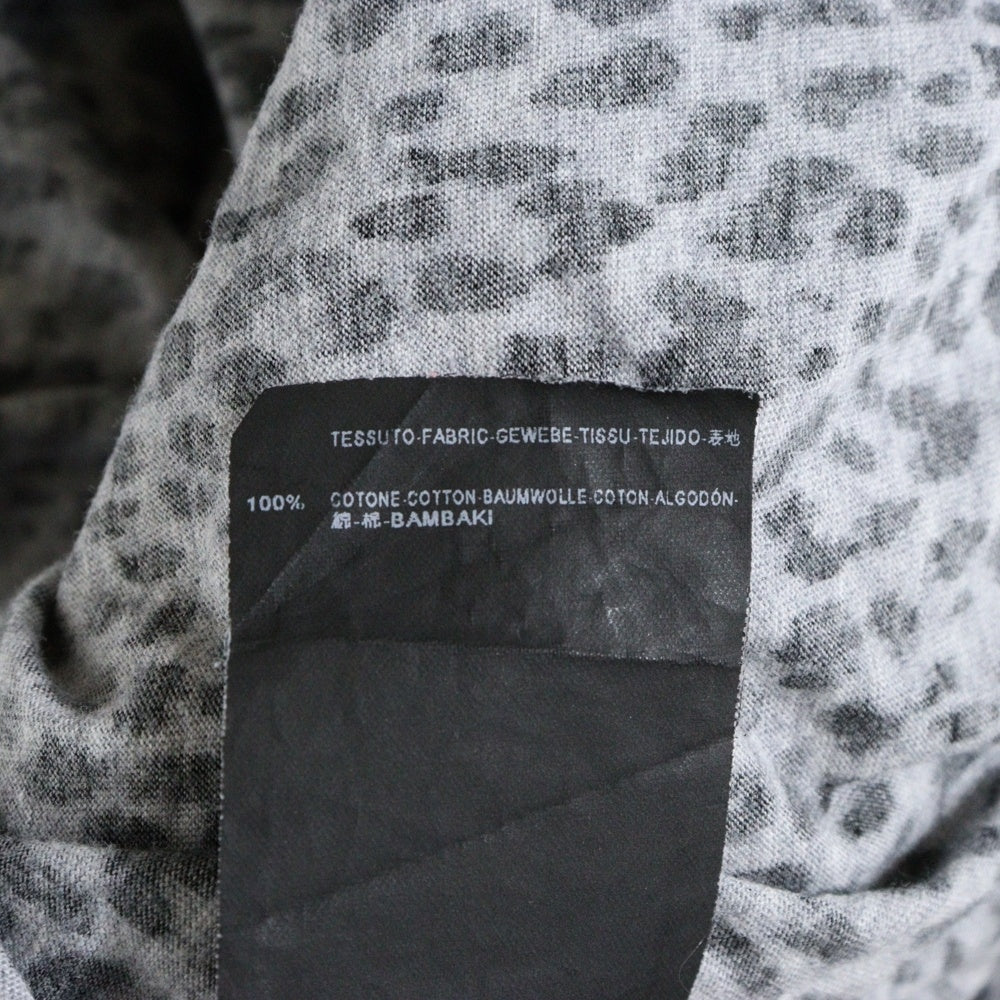 TESSUTO-FABRIC-GEWEBE-TISSU-TEJIDO-表地
100% COTONE-COTTON-BAUMWOLLE-COTON-ALGODÓN-
綿-棉-BAMBAKI